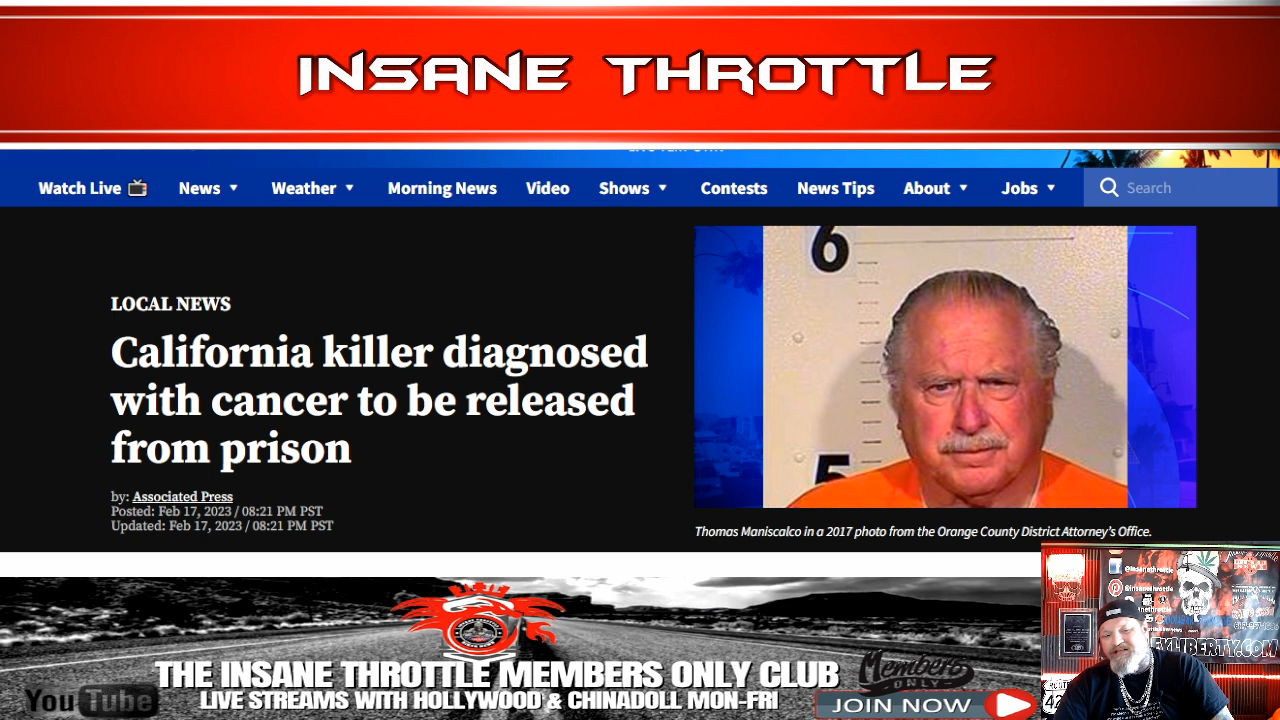 INSANE THROTTLE
Watch Live News Weather Morning News Video Shows Contests News Tips About Jobs Search
LOCAL NEWS
California killer diagnosed
with cancer to be released
from prison
by: Associated Press
Posted: Feb 17, 2023 / 08:21 PM PST
Updated: Feb 17, 2023 / 08:21 PM PST
6
5
Thomas Maniscalco in a 2017 photo from the Orange County District Attorney's Office.
THE INSANE THROTTLE MEMBERS ONLY CLUB
LIVE STREAMS WITH HOLLYWOOD & CHINADOLL MON-FRI
YouTube
Members
ONLY
JOIN NOW
@insanethrottle